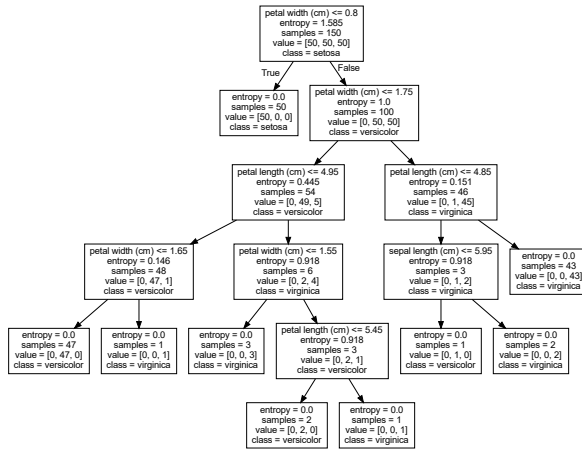 petal width (cm) <= 0.8
entropy = 1.585
samples = 150
value = [50, 50, 50]
class = setosa
True
False
entropy = 0.0
samples = 50
value = [50, 0, 0]
class = setosa
petal width (cm) <= 1.75
entropy = 1.0
samples = 100
value = [0, 50, 50]
class = versicolor
petal length (cm) <= 4.95
entropy = 0.445
samples = 54
value = [0, 49, 5]
class = versicolor
petal length (cm) <= 4.85
entropy = 0.151
samples = 46
value = [0, 1, 45]
class = virginica
petal width (cm) <= 1.65
entropy = 0.146
samples = 48
value = [0, 47, 1]
class = versicolor
petal width (cm) <= 1.55
entropy = 0.918
samples = 6
value = [0, 2, 4]
class = virginica
sepal length (cm) <= 5.95
entropy = 0.918
samples = 3
value = [0, 1, 2]
class = virginica
entropy = 0.0
samples = 43
value = [0, 0, 43]
class = virginica
entropy = 0.0
samples = 47
value = [0, 47, 0]
class = versicolor
entropy = 0.0
samples = 1
value = [0, 0, 1]
class = virginica
entropy = 0.0
samples = 3
value = [0, 0, 3]
class = virginica
petal length (cm) <= 5.45
entropy = 0.918
samples = 3
value = [0, 2, 1]
class = versicolor
entropy = 0.0
samples = 1
value = [0, 1, 0]
class = versicolor
entropy = 0.0
samples = 2
value = [0, 0, 2]
class = virginica
entropy = 0.0
samples = 2
value = [0, 2, 0]
class = versicolor
entropy = 0.0
samples = 1
value = [0, 0, 1]
class = virginica